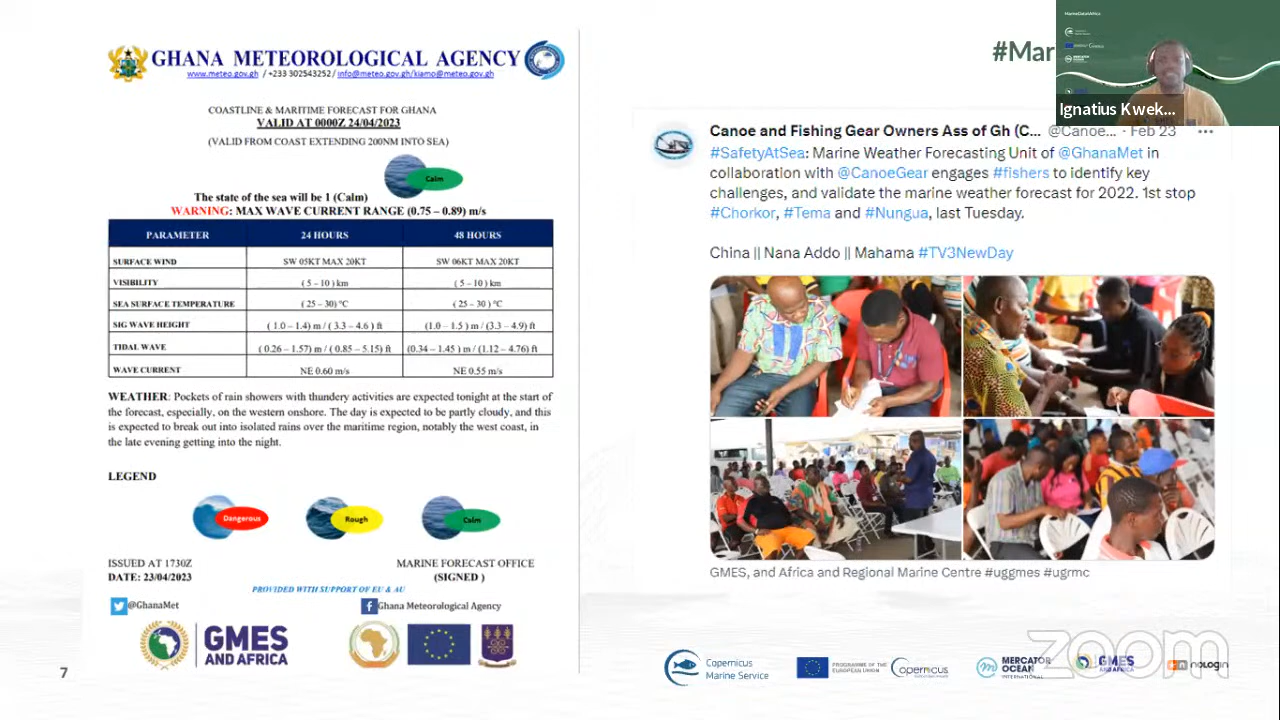 GHANA METEOROLOGICAL AGENCY
www.meteo.gov.gh / +233 302543252 / info@meteo.gov.gh/kiamo@meteo.gov.gh
COASTLINE & MARITIME FORECAST FOR GHANA
VALID AT 0000Z 24/04/2023
(VALID FROM COAST EXTENDING 200NM INTO SEA)
Calm
The state of the sea will be 1 (Calm)
WARNING: MAX WAVE CURRENT RANGE (0.75 – 0.89) m/s
PARAMETER 24 HOURS 48 HOURS
SURFACE WIND SW 05KT MAX 20KT SW 06KT MAX 20KT
VISIBILITY ( 5 – 10 ) km ( 5 – 10 ) km
SEA SURFACE TEMPERATURE ( 25 – 30) °C ( 25 – 30 ) °C
SIG WAVE HEIGHT ( 1.0 – 1.4) m / ( 3.3 – 4.6 ) ft (1.0 – 1.5 ) m / (3.3 – 4.9) ft
TIDAL WAVE ( 0.26 – 1.57) m / ( 0.85 – 5.15) ft (0.34 – 1.45 ) m / (1.12 – 4.76) ft
WAVE CURRENT NE 0.60 m/s NE 0.55 m/s
WEATHER: Pockets of rain showers with thundery activities are expected tonight at the start of
the forecast, especially, on the western onshore. The day is expected to be partly cloudy, and this
is expected to break out into isolated rains over the maritime region, notably the west coast, in
the late evening getting into the night.
LEGEND
Dangerous Rough Calm
ISSUED AT 1730Z MARINE FORECAST OFFICE
DATE: 23/04/2023 (SIGNED )
PROVIDED WITH SUPPORT OF EU & AU
@GhanaMet Ghana Meteorological Agency
GMES
AND AFRICA
7
#Mar
Ignatius Kwek...
Canoe and Fishing Gear Owners Ass of Gh (C... @Canoe... · Feb 23 ···
#SafetyAtSea: Marine Weather Forecasting Unit of @GhanaMet in
collaboration with @CanoeGear engages #fishers to identify key
challenges, and validate the marine weather forecast for 2022. 1st stop
#Chorkor, #Tema and #Nungua, last Tuesday.
China || Nana Addo || Mahama #TV3NewDay
GMES, and Africa and Regional Marine Centre #uggmes #ugrmc
zoom
Copernicus
Marine Service
PROGRAMME OF THE
EUROPEAN UNION
opernicus
MERCATOR
OCEAN
INTERNATIONAL
GMES
AND AFRICA
nologin